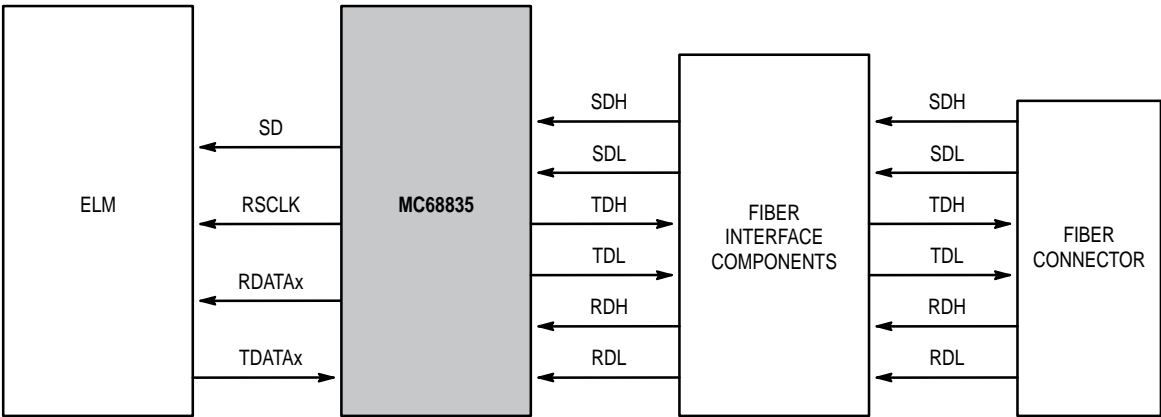 SDH
SDH
SD
SDL
SDL
ELM
RSCLK
MC68835
TDH
FIBER
INTERFACE
COMPONENTS
TDH
FIBER
CONNECTOR
TDL
TDL
RDATAx
RDH
RDH
TDATAx
RDL
RDL